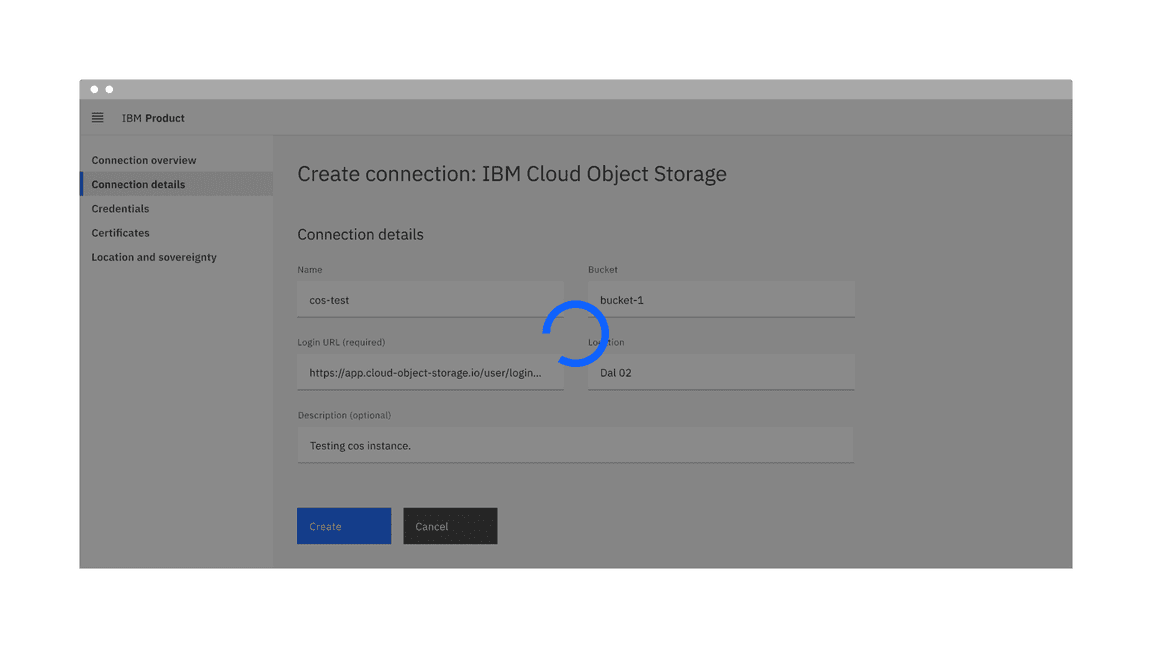 IBM Product
Connection overview
Connection details
Credentials
Certificates
Location and sovereignty
Create connection: IBM Cloud Object Storage
Connection details
Name
Bucket
cos-test
bucket-1
Login URL (required)
Location
https://app.cloud-object-storage.io/user/login...
Dal 02
Description (optional)
Testing cos instance.
Create
Cancel